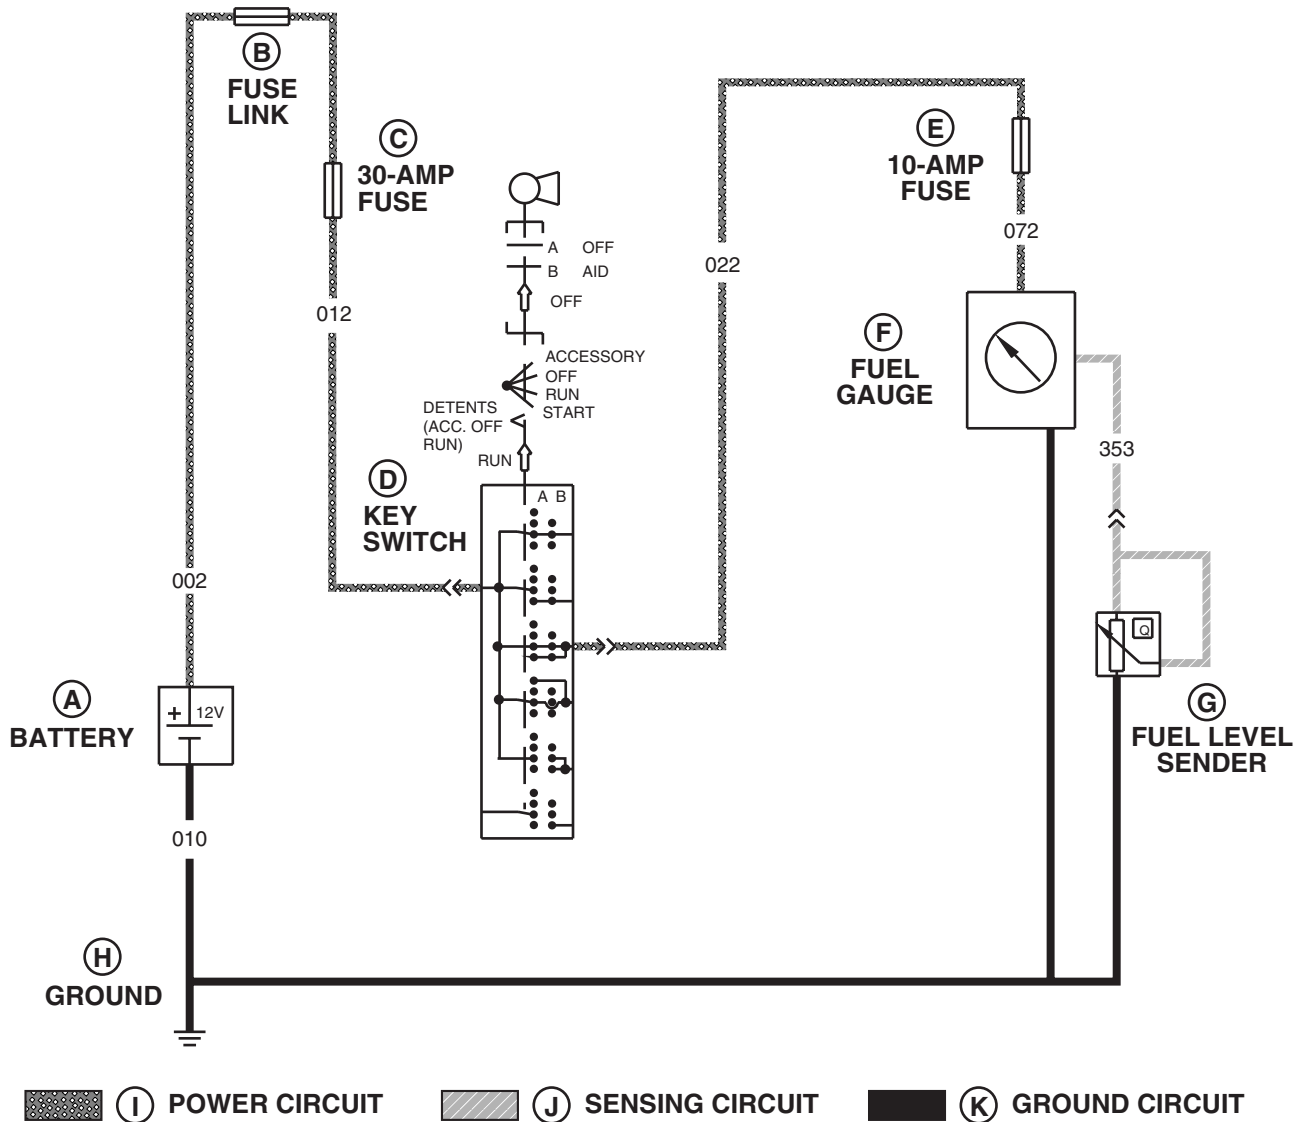 B
FUSE
LINK
C
30-AMP
FUSE
E
10-AMP
FUSE
A OFF
B AID
OFF
012
022
072
F
FUEL
GAUGE
ACCESSORY
OFF
RUN
START
DETENTS
(ACC. OFF
RUN)
RUN
353
D
KEY
SWITCH
A B
002
A
BATTERY
+ 12V
Q
G
FUEL LEVEL
SENDER
010
H
GROUND
I POWER CIRCUIT
J SENSING CIRCUIT
K GROUND CIRCUIT